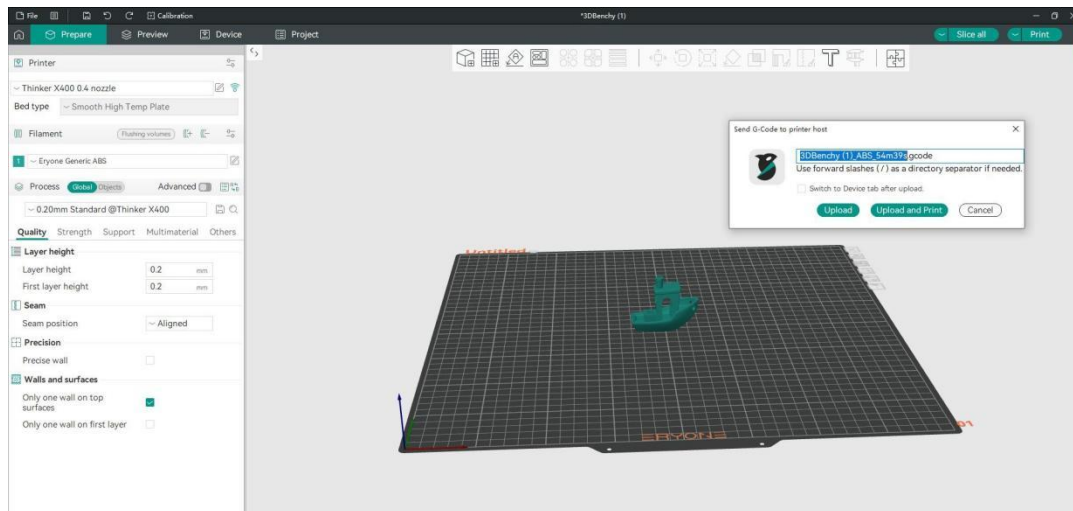 File
Calibration
*3DBenchy (1)
Prepare
Preview
Device
Project
Slice all
Print
Printer
Thinker X400 0.4 nozzle
Bed type
Smooth High Temp Plate
Filament
Flushing volumes
1
Eryone Generic ABS
Process
Global
Objects
Advanced
0.20mm Standard @Thinker X400
Quality
Strength
Support
Multimaterial
Others
Layer height
Layer height
0.2
mm
First layer height
0.2
mm
Seam
Seam position
Aligned
Precision
Precise wall
Walls and surfaces
Only one wall on top
surfaces
Only one wall on first layer
Send G-Code to printer host
3DBenchy (1)_ABS_54m39s.gcode
Use forward slashes ( / ) as a directory separator if needed.
Switch to Device tab after upload.
Upload
Upload and Print
Cancel
Untitled
ERYONE
01